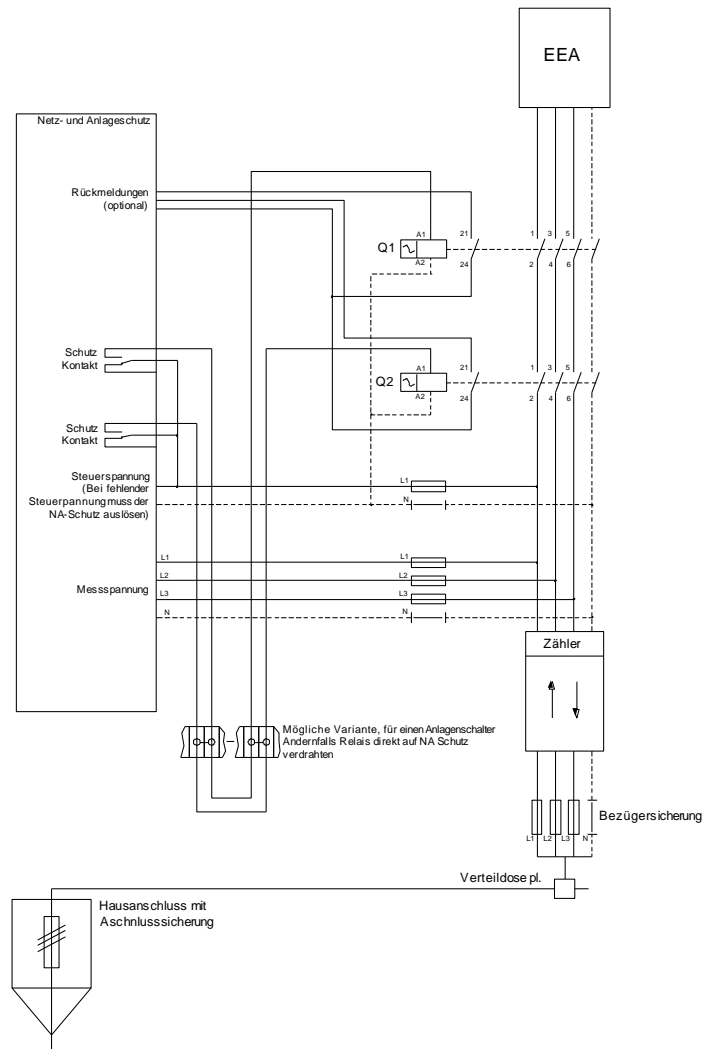 EEA
Netz- und Anlageschutz
Rückmeldungen
(optional)
A1
Q1
A2
21
24
1
3
5
2
4
6
Schutz
Kontakt
A1
Q2
A2
21
24
1
3
5
2
4
6
Schutz
Kontakt
Steuerspannung
(Bei fehlender
Steuerpannung muss der
NA-Schutz auslösen)
L1
N
L1
L2
L3
N
Messspannung
L1
L2
L3
N
Zähler
Mögliche Variante, für einen Anlagenschalter
Andernfalls Relais direkt auf NA Schutz
verdrahten
Bezügersicherung
L1
L2
L3
N
Verteildose pl.
Hausanschluss mit
Aschnlusssicherung